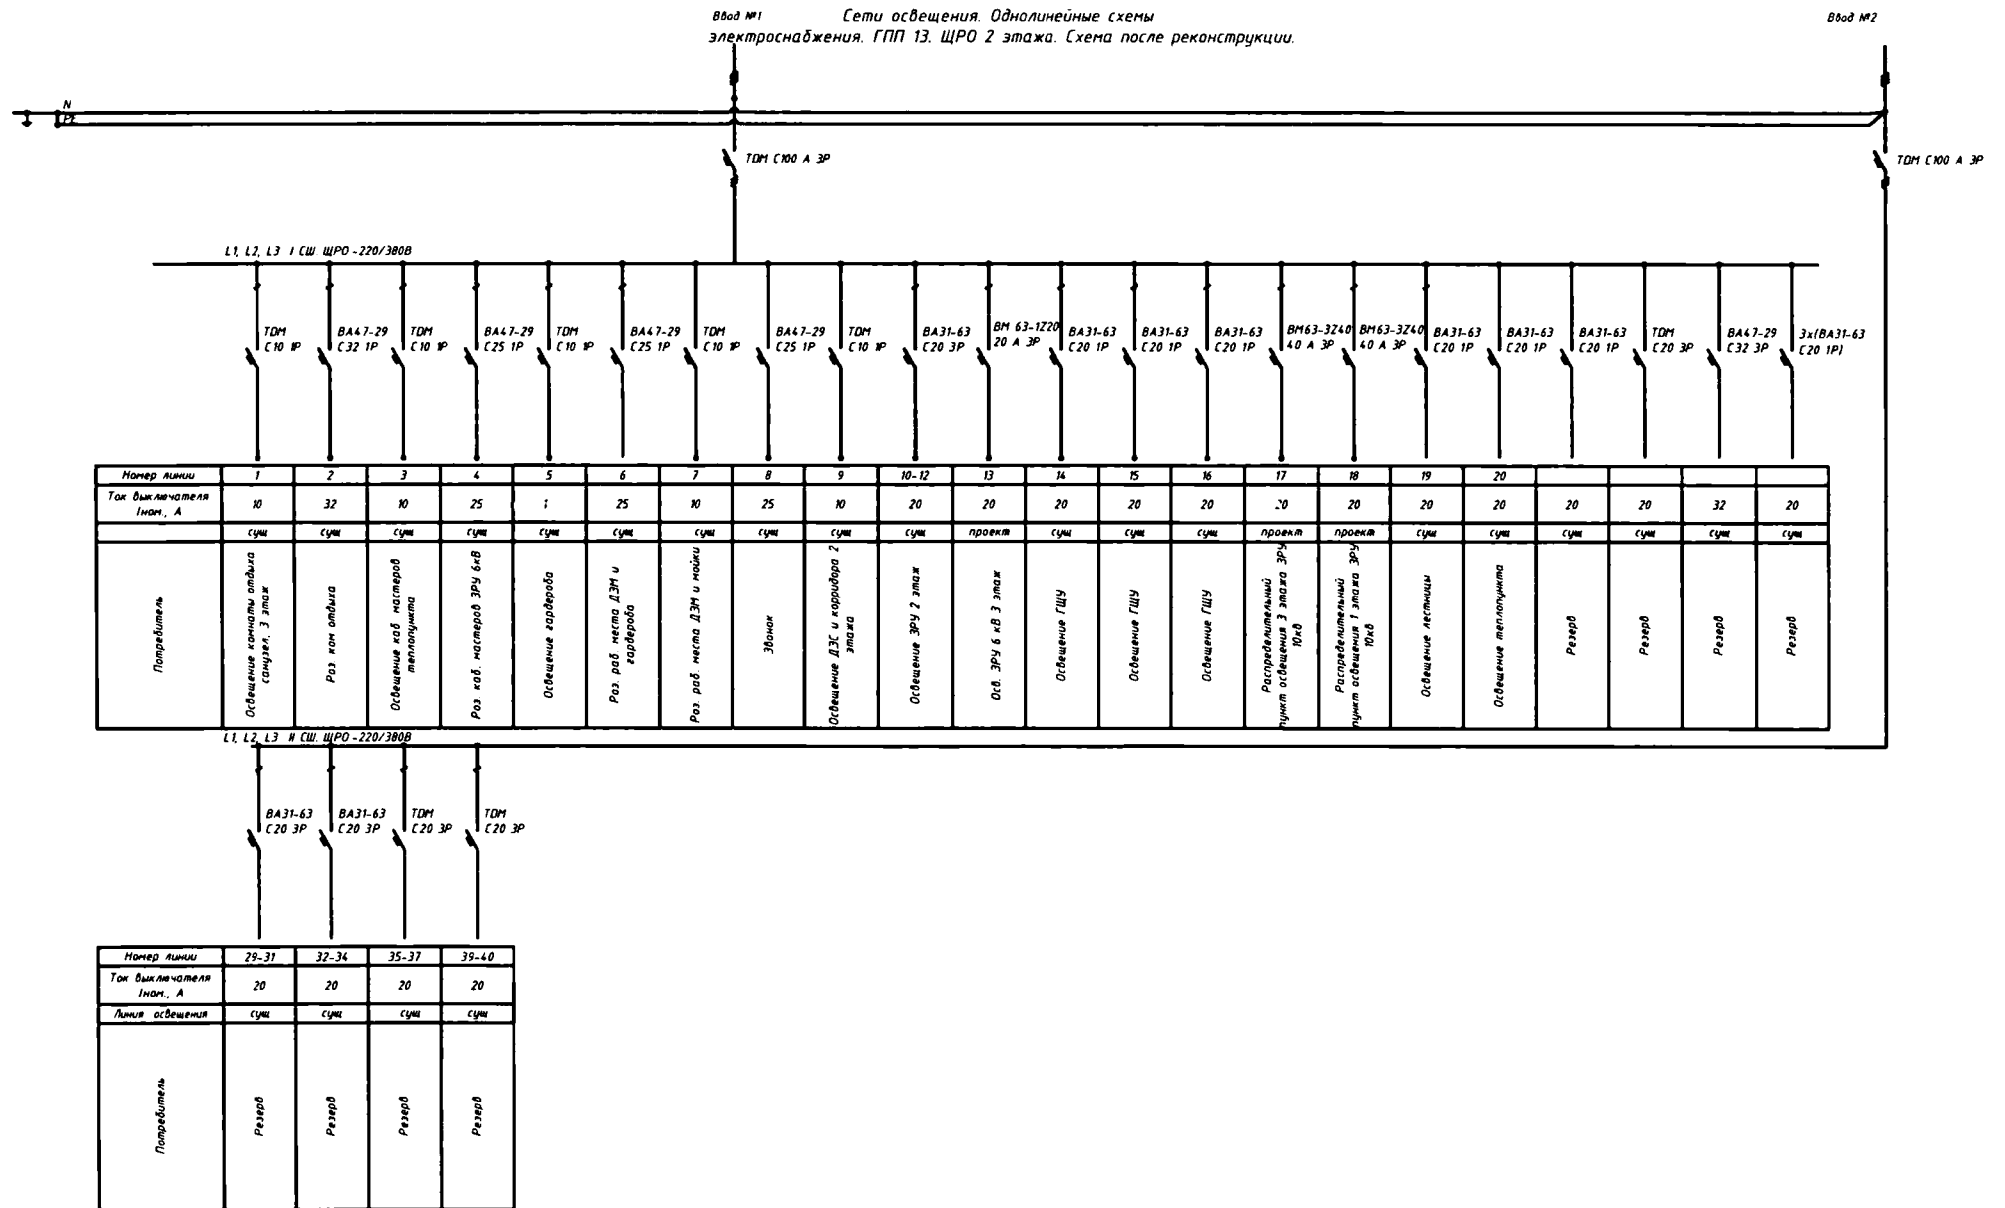 Ввод №1
Сети освещения. Однолинейные схемы
электроснабжения. ГПП 13. ЩРО 2 этажа. Схема после реконструкции.
Ввод №2
N
PE
TDM C100 А 3Р
TDM C100 А 3Р
L1, L2, L3 I СШ. ЩРО ~220/380В
TDM
C10 1P
ВА47-29
C32 1P
TDM
C10 1P
ВА47-29
C25 1P
TDM
C10 1P
ВА47-29
C25 1P
TDM
C10 1P
ВА47-29
C25 1P
TDM
C10 1P
ВА31-63
C20 3P
ВМ 63-1Z20
20 А 3Р
ВА31-63
C20 1P
ВА31-63
C20 1P
ВА31-63
C20 1P
ВМ63-3Z40
40 А 3Р
ВМ63-3Z40
40 А 3Р
ВА31-63
C20 1P
ВА31-63
C20 1P
ВА31-63
C20 1P
TDM
C20 3P
ВА47-29
C32 3P
3х(ВА31-63
C20 1P)
Номер линии 1 2 3 4 5 6 7 8 9 10-12 13 14 15 16 17 18 19 20
Ток выключателя
Iном., А
10 32 10 25 25 10 25 10 20 20 20 20 20 20 20 20 20 20 32 20
сущ сущ сущ сущ сущ сущ сущ сущ сущ сущ проект сущ сущ сущ проект проект сущ сущ сущ сущ сущ сущ
Потребитель
Освещение комнаты отдыха
санузел, 3 этаж
Роз. ком отдыха
Освещение каб мастеров
теплопункта
Роз. каб. мастеров ЗРУ 6кВ
Освещение гардероба
Роз. раб. места ДЭМ и
гардероба
Роз. раб. места ДЭМ и мойки
Звонок
Освещение ДЭС и корридора 2
этажа
Освещение ЗРУ 2 этаж
Осв. ЗРУ 6 кВ 3 этаж
Освещение ГЩУ
Освещение ГЩУ
Освещение ГЩУ
Распределительный
пункт освещения 3 этажа ЗРУ
10кв
Распределительный
пункт освещения 1 этажа ЗРУ
10кв
Освещение лестницы
Освещение теплопункта
Резерв
Резерв
Резерв
Резерв
L1, L2, L3 II СШ. ЩРО ~220/380В
ВА31-63
C20 3P
ВА31-63
C20 3P
TDM
C20 3P
TDM
C20 3P
Номер линии 29-31 32-34 35-37 39-40
Ток выключателя
Iном., А
20 20 20 20
Линия освещения сущ сущ сущ сущ
Потребитель
Резерв
Резерв
Резерв
Резерв